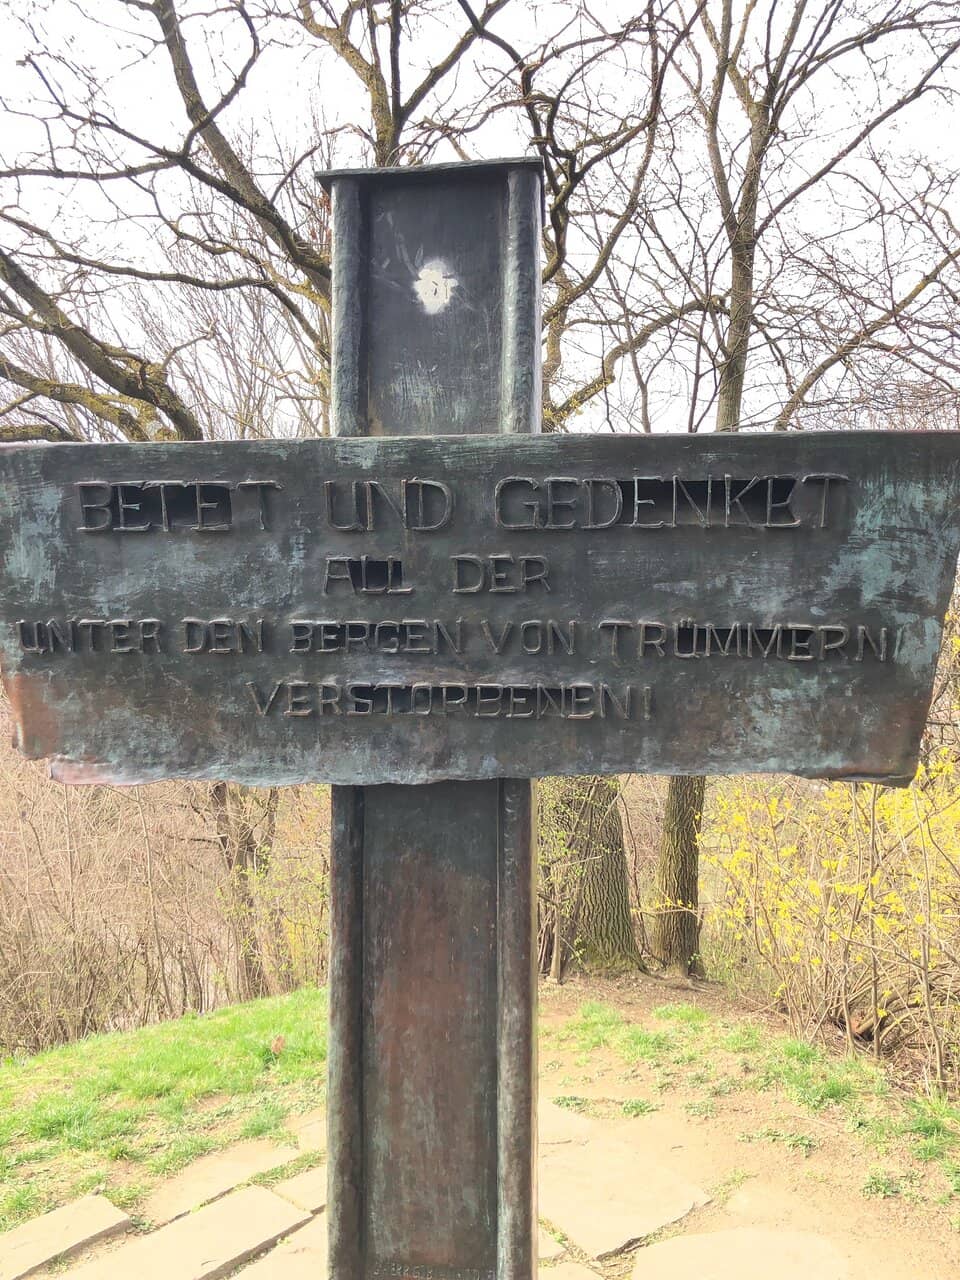 BETET UND GEDENKET
ALL DER
UNTER DEN BERGEN VON TRÜMMERN
VERSTORBENEN!